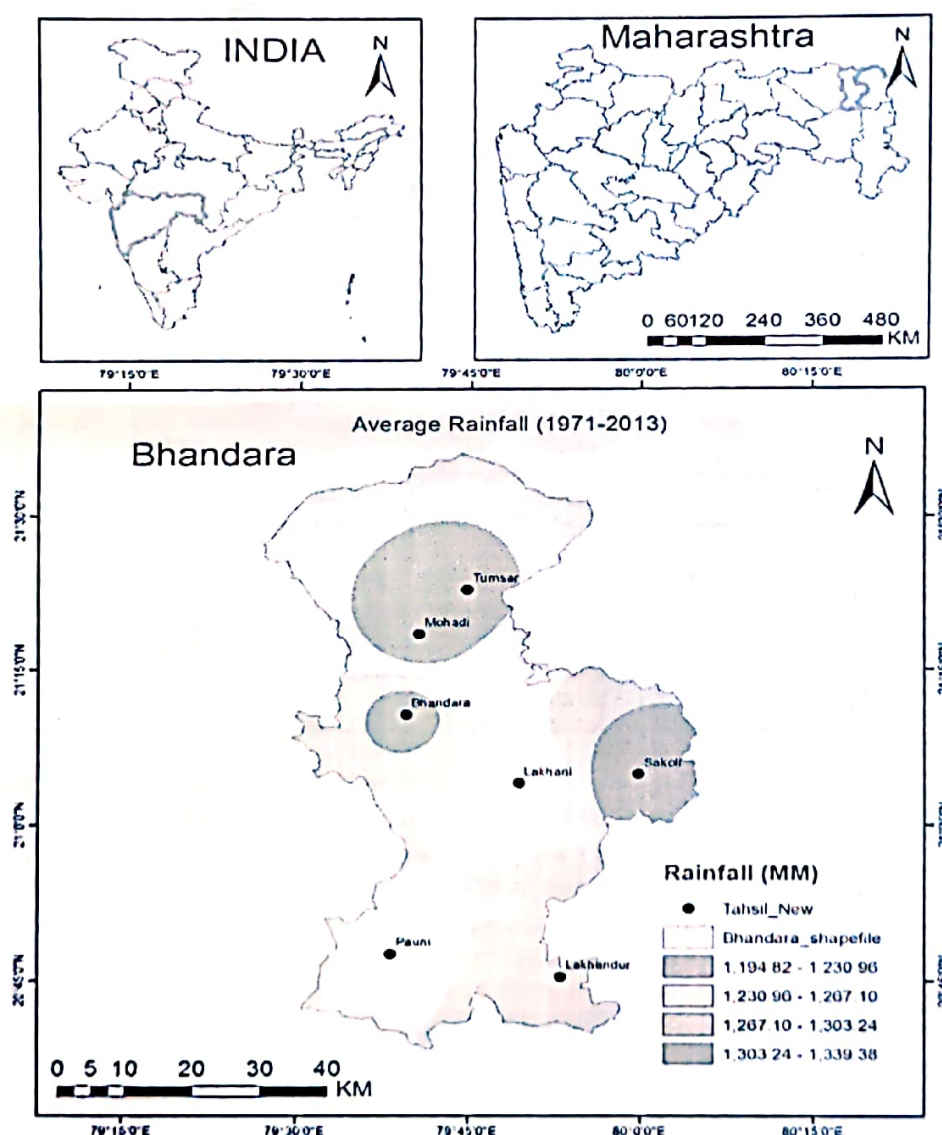 INDIA
N
Maharashtra
N
0 60 120 240 360 480
KM
79°15'0"E 79°30'0"E 79°45'0"E 80°0'0"E 80°15'0"E
Average Rainfall (1971-2013)
Bhandara
N
21°30'0"N
21°15'0"N
21°0'0"N
20°45'0"N
Tumsar
Mohadi
Bhandara
Lakhani
Sakoli
Pauni
Lakhandur
Rainfall (MM)
Tahsil_New
Bhandara_shapefile
1,194.82 - 1,230.96
1,230.96 - 1,267.10
1,267.10 - 1,303.24
1,303.24 - 1,339.38
0 5 10 20 30 40
KM
79°15'0"E 79°30'0"E 79°45'0"E 80°0'0"E 80°15'0"E